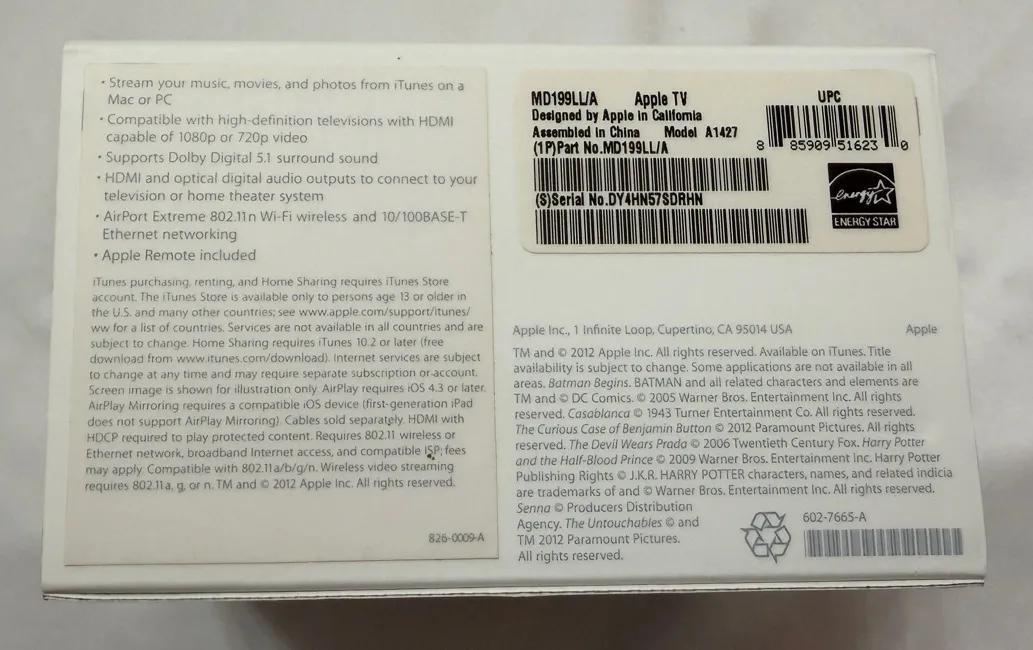 • Stream your music, movies, and photos from iTunes on a
Mac or PC
• Compatible with high-definition televisions with HDMI
capable of 1080p or 720p video
• Supports Dolby Digital 5.1 surround sound
• HDMI and optical digital audio outputs to connect to your
television or home theater system
• AirPort Extreme 802.11n Wi-Fi wireless and 10/100BASE-T
Ethernet networking
• Apple Remote included
iTunes purchasing, renting, and Home Sharing requires iTunes Store
account. The iTunes Store is available only to persons age 13 or older in
the U.S. and many other countries; see www.apple.com/support/itunes/
ww for a list of countries. Services are not available in all countries and are
subject to change. Home Sharing requires iTunes 10.2 or later (free
download from www.itunes.com/download). Internet services are subject
to change at any time and may require separate subscription or account.
Screen image is shown for illustration only. AirPlay requires iOS 4.3 or later.
AirPlay Mirroring requires a compatible iOS device (first-generation iPad
does not support AirPlay Mirroring). Cables sold separately. HDMI with
HDCP required to play protected content. Requires 802.11 wireless or
Ethernet network, broadband Internet access, and compatible ISP; fees
may apply. Compatible with 802.11a/b/g/n. Wireless video streaming
requires 802.11a, g, or n. TM and © 2012 Apple Inc. All rights reserved.
826-0009-A
MD199LL/A Apple TV UPC
Designed by Apple in California
Assembled in China Model A1427
(1P)Part No.MD199LL/A
8 85909 51623 0
(S)Serial No.DY4HN57SDRHN
energy
ENERGY STAR
Apple Inc., 1 Infinite Loop, Cupertino, CA 95014 USA Apple
TM and © 2012 Apple Inc. All rights reserved. Available on iTunes. Title
availability is subject to change. Some applications are not available in all
areas. Batman Begins. BATMAN and all related characters and elements are
TM and © DC Comics. © 2005 Warner Bros. Entertainment Inc. All rights
reserved. Casablanca © 1943 Turner Entertainment Co. All rights reserved.
The Curious Case of Benjamin Button © 2012 Paramount Pictures. All rights
reserved. The Devil Wears Prada © 2006 Twentieth Century Fox. Harry Potter
and the Half-Blood Prince © 2009 Warner Bros. Entertainment Inc. Harry Potter
Publishing Rights © J.K.R. HARRY POTTER characters, names, and related indicia
are trademarks of and © Warner Bros. Entertainment Inc. All rights reserved.
Senna © Producers Distribution
Agency. The Untouchables © and
TM 2012 Paramount Pictures.
All rights reserved.
602-7665-A